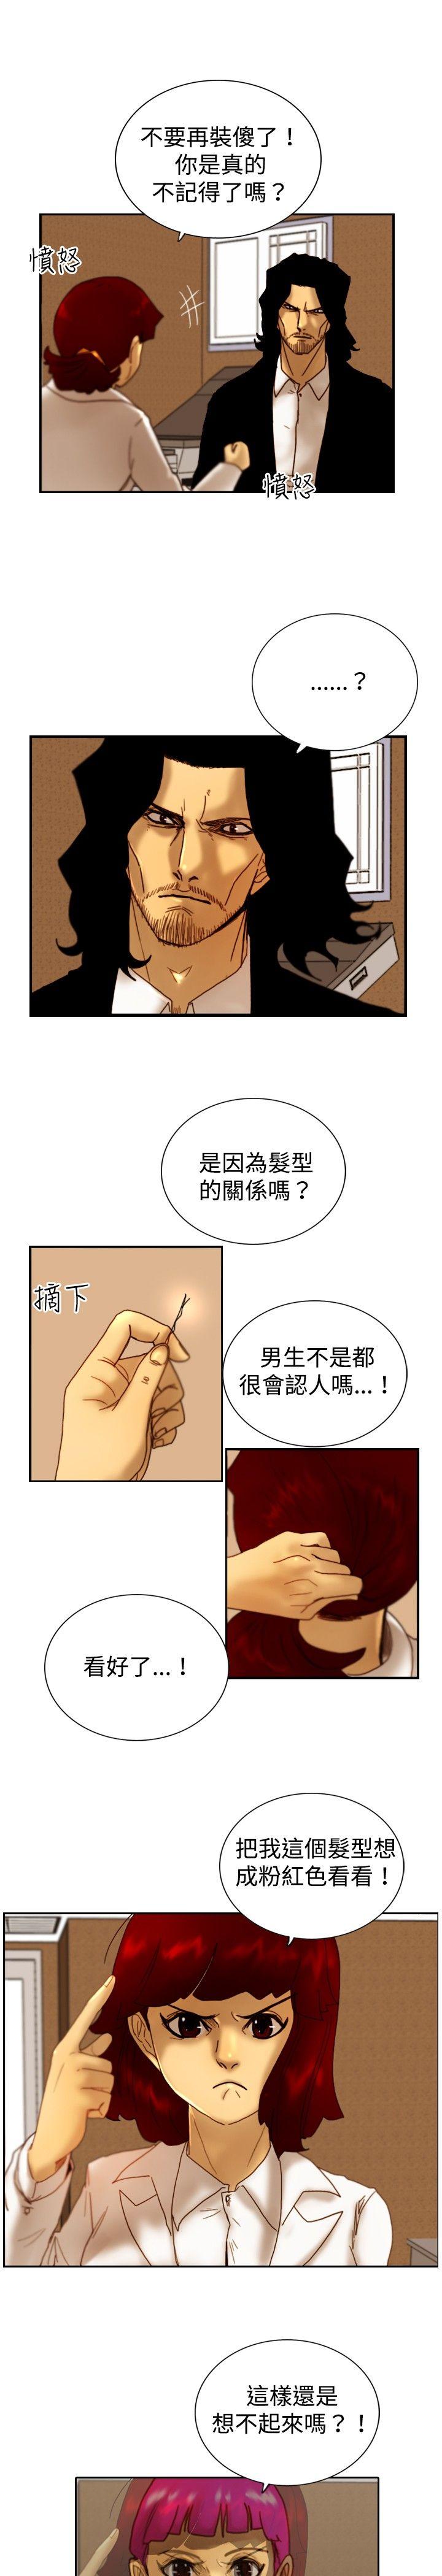 不要再裝傻了！
你是真的
不記得了嗎？
憤怒
憤怒
......？
是因為髮型
的關係嗎？
摘下
男生不是都
很會認人嗎...！
看好了...！
把我這個髮型想
成粉紅色看看！
這樣還是
想不起來嗎？！